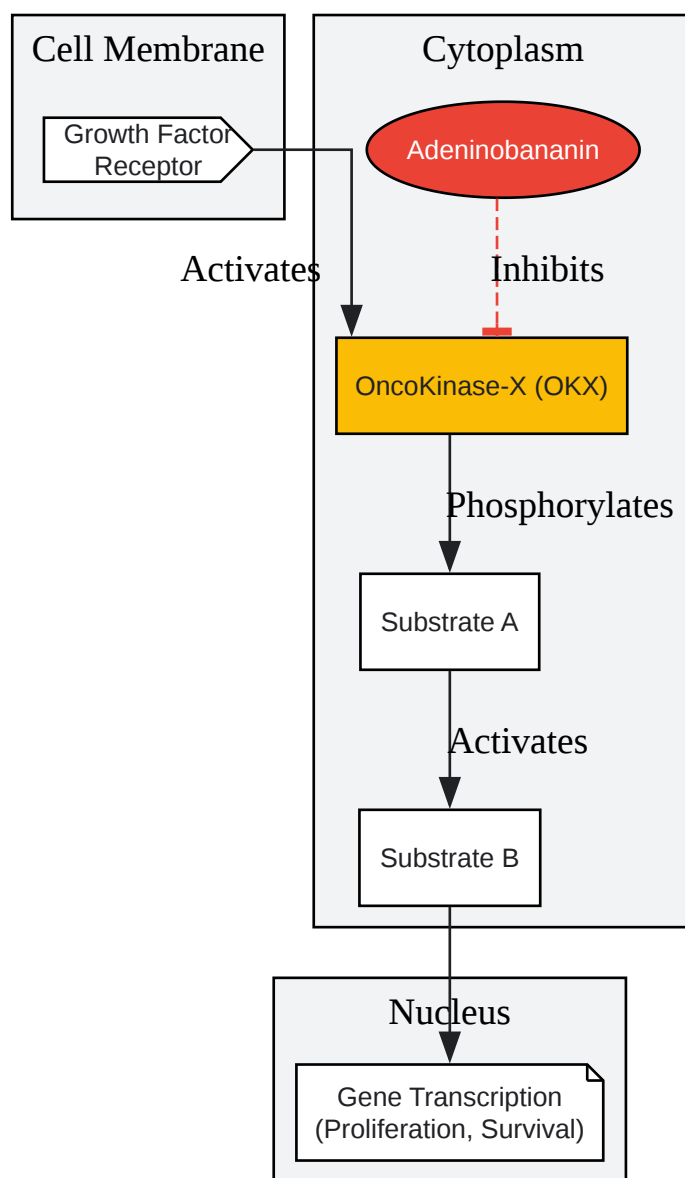 Cell Membrane
Growth Factor
Receptor
Cytoplasm
Adeninobananin
Activates
Inhibits
OncoKinase-X (OKX)
Phosphorylates
Substrate A
Activates
Substrate B
Nucleus
Gene Transcription
(Proliferation, Survival)